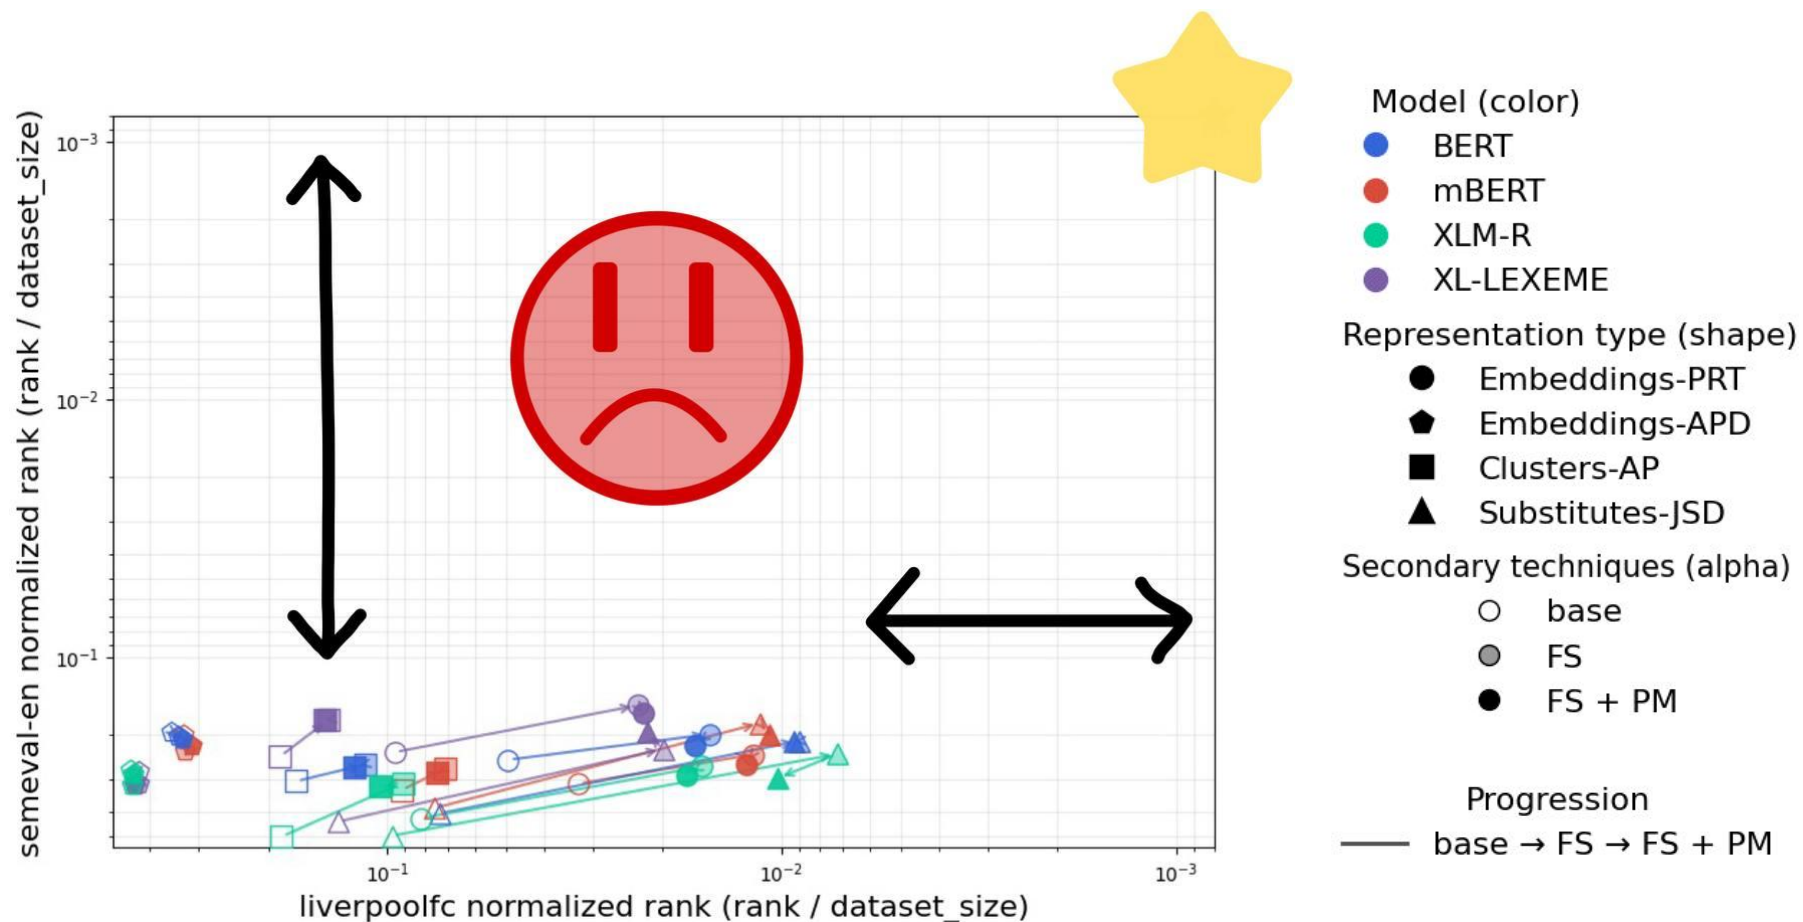 semeval-en normalized rank (rank / dataset_size)
10⁻³
10⁻²
10⁻¹
10⁻¹
10⁻²
10⁻³
liverpoolfc normalized rank (rank / dataset_size)
Model (color)
BERT
mBERT
XLM-R
XL-LEXEME
Representation type (shape)
Embeddings-PRT
Embeddings-APD
Clusters-AP
Substitutes-JSD
Secondary techniques (alpha)
base
FS
FS + PM
Progression
base → FS → FS + PM